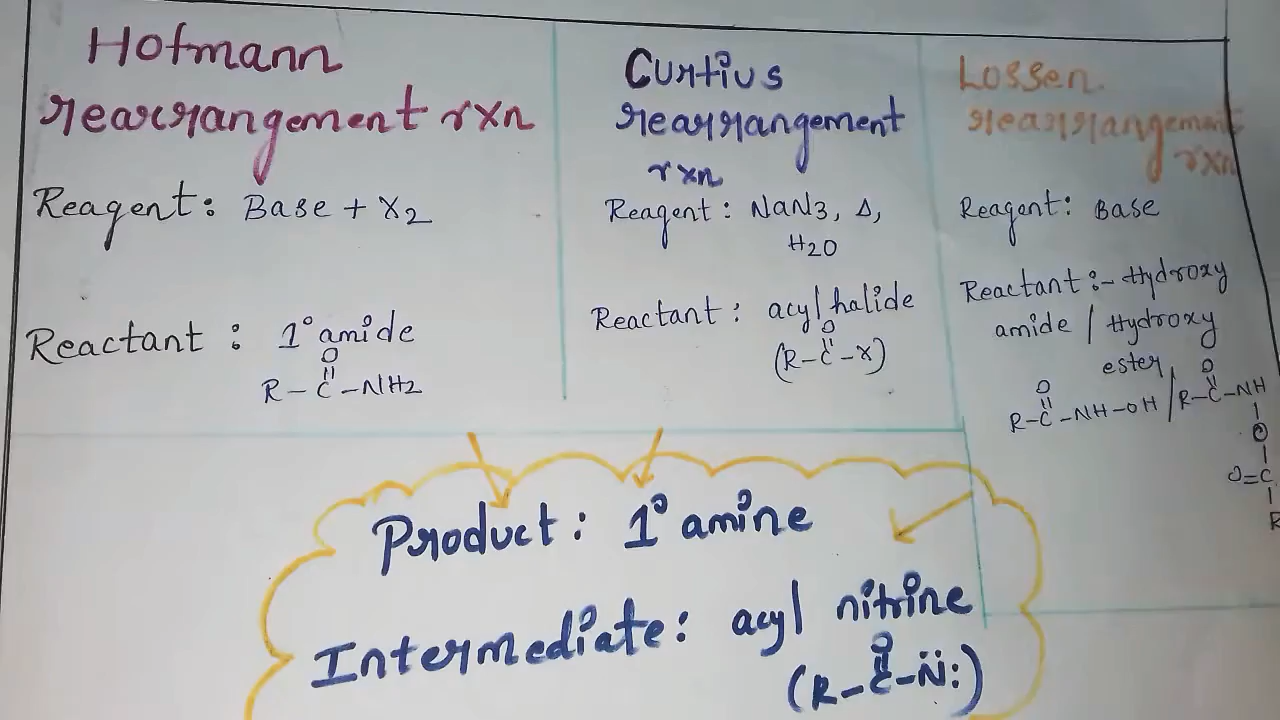 Hofmann
rearrangement rxn
Reagent: Base + X2
Reactant : 1° amide
O
R - C - NH2
Curtius
rearrangement
rxn
Reagent : NaN3, Δ,
H2O
Reactant : acyl halide
O
(R-C-X)
Lossen
rearrangement
rxn
Reagent: Base
Reactant :- Hydroxy
amide / Hydroxy
ester
O
R-C-NH-OH / R-C-NH
O
O
O=C
R
Product : 1° amine
Intermediate: acyl nitrine
O
(R-C-N:)